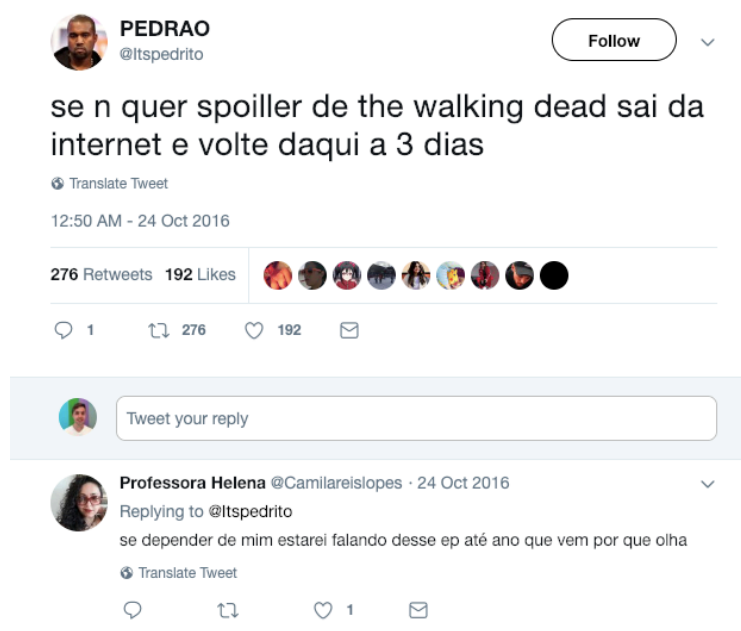 PEDRAO
@Itspedrito
Follow
se n quer spoiller de the walking dead sai da
internet e volte daqui a 3 dias
Translate Tweet
12:50 AM - 24 Oct 2016
276 Retweets 192 Likes
1 276 192
Tweet your reply
Professora Helena @Camilareislopes · 24 Oct 2016
Replying to @Itspedrito
se depender de mim estarei falando desse ep até ano que vem por que olha
Translate Tweet
1